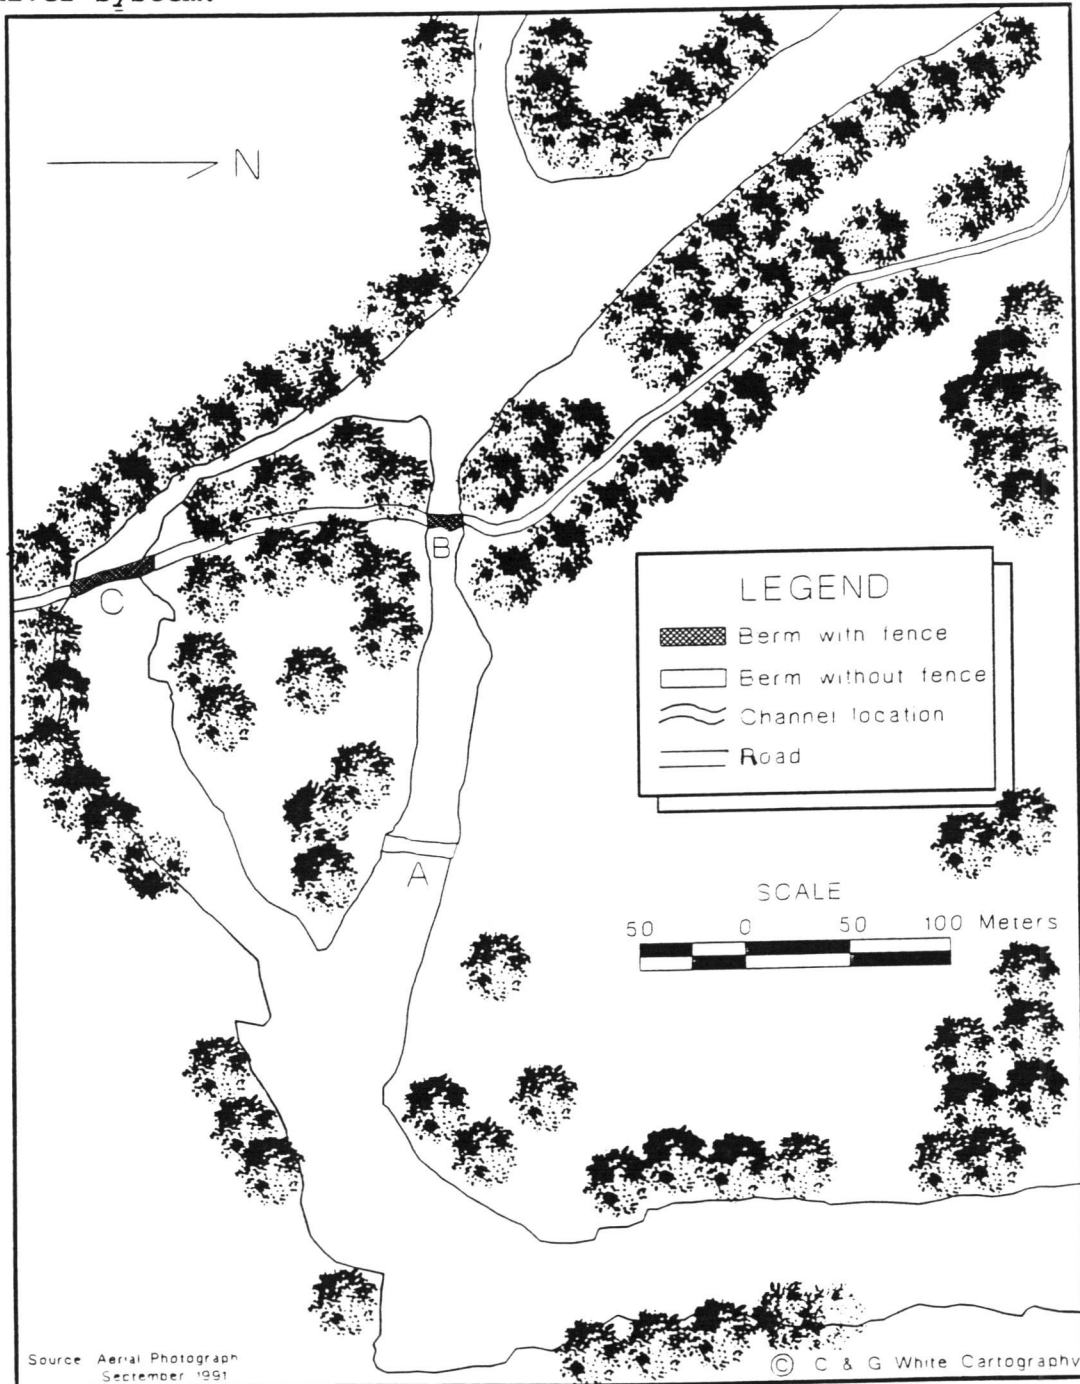 N
B
C
LEGEND
Berm with fence
Berm without fence
Channel location
Road
A
SCALE
50 0 50 100 Meters
Source Aerial Photograph
September 1991
© C & G White Cartography